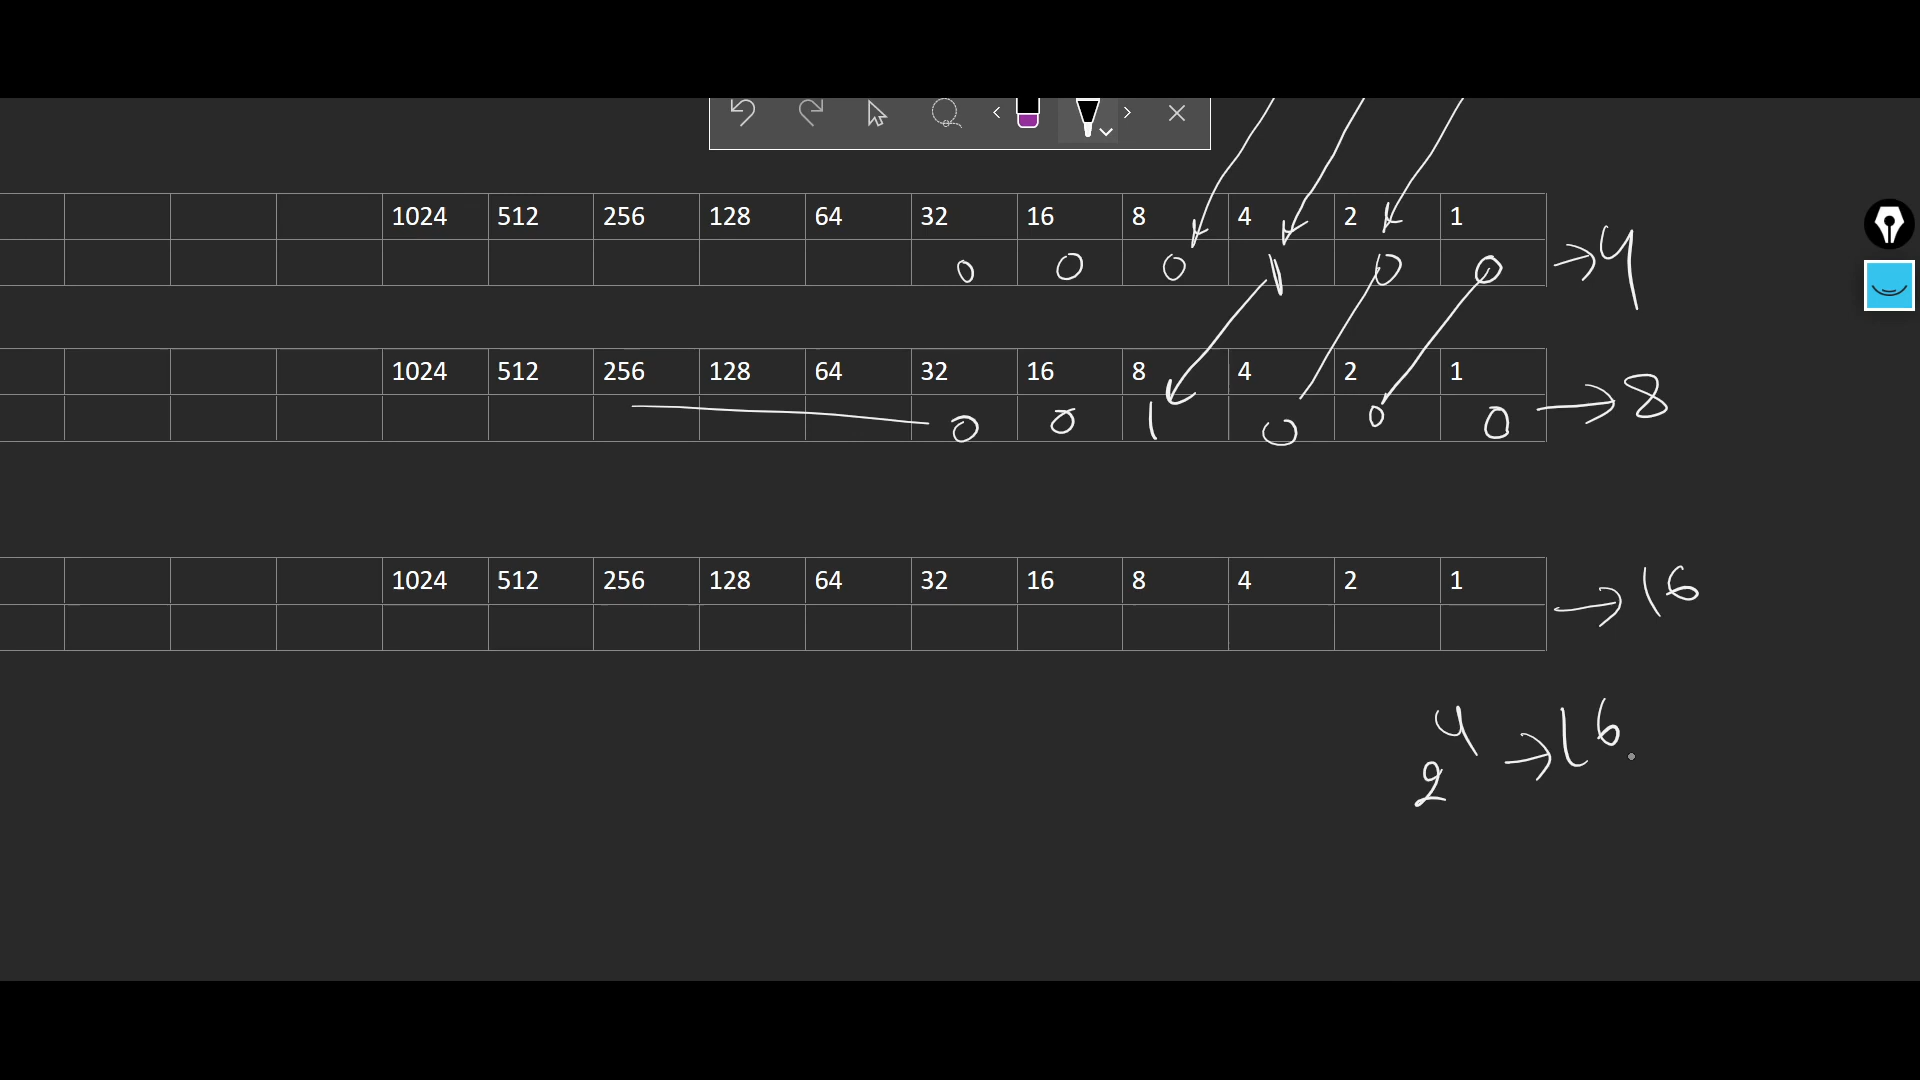 1024 512 256 128 64 32 16 8 4 2 1
0 0 0 1 0 0 → 4
1024 512 256 128 64 32 16 8 4 2 1
0 0 1 0 0 0 → 8
1024 512 256 128 64 32 16 8 4 2 1
→ 16
2⁴ → 16